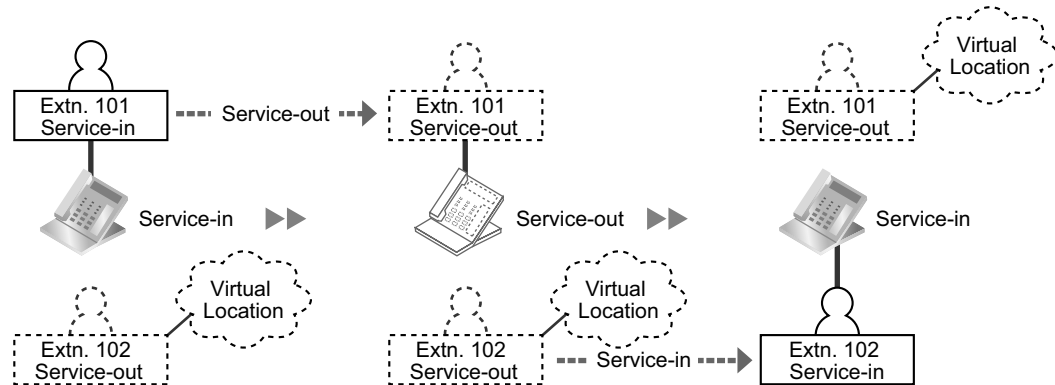 Virtual
Location
Extn. 101
Service-in
Service-out
Extn. 101
Service-out
Extn. 101
Service-out
Service-in
Service-out
Service-in
Virtual
Location
Virtual
Location
Extn. 102
Service-out
Extn. 102
Service-out
Service-in
Extn. 102
Service-in